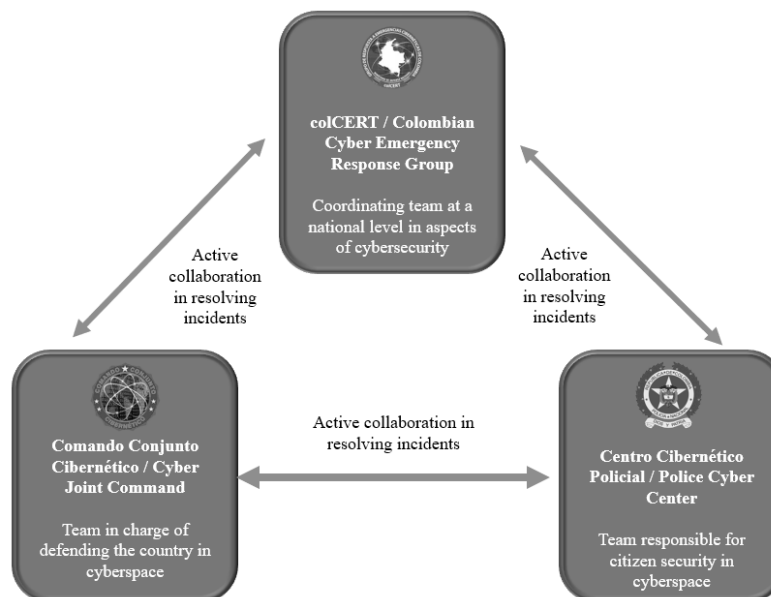 colCERT / Colombian
Cyber Emergency
Response Group
Coordinating team at a
national level in aspects
of cybersecurity
Active
collaboration
in resolving
incidents
Active
collaboration
in resolving
incidents
Comando Conjunto
Cibernético / Cyber
Joint Command
Team in charge of
defending the country in
cyberspace
Active collaboration in
resolving incidents
Centro Cibernético
Policial / Police Cyber
Center
Team responsible for
citizen security in
cyberspace